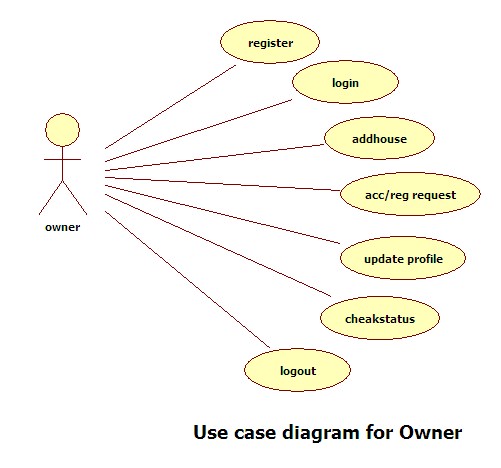 register
login
addhouse
acc/reg request
owner
update profile
cheakstatus
logout
Use case diagram for Owner